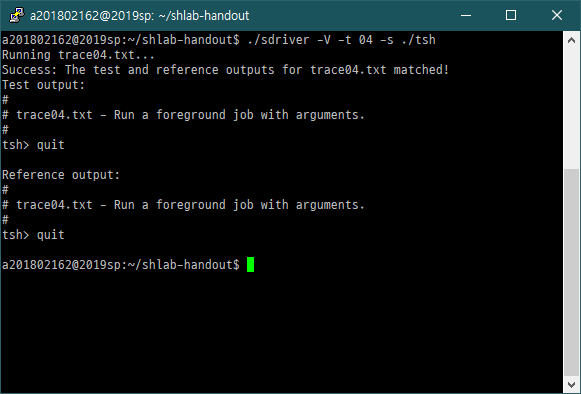 a201802162@2019sp: ~/shlab-handout
a201802162@2019sp:~/shlab-handout$ ./sdriver -V -t 04 -s ./tsh
Running trace04.txt...
Success: The test and reference outputs for trace04.txt matched!
Test output:
#
# trace04.txt - Run a foreground job with arguments.
#
tsh> quit

Reference output:
#
# trace04.txt - Run a foreground job with arguments.
#
tsh> quit

a201802162@2019sp:~/shlab-handout$